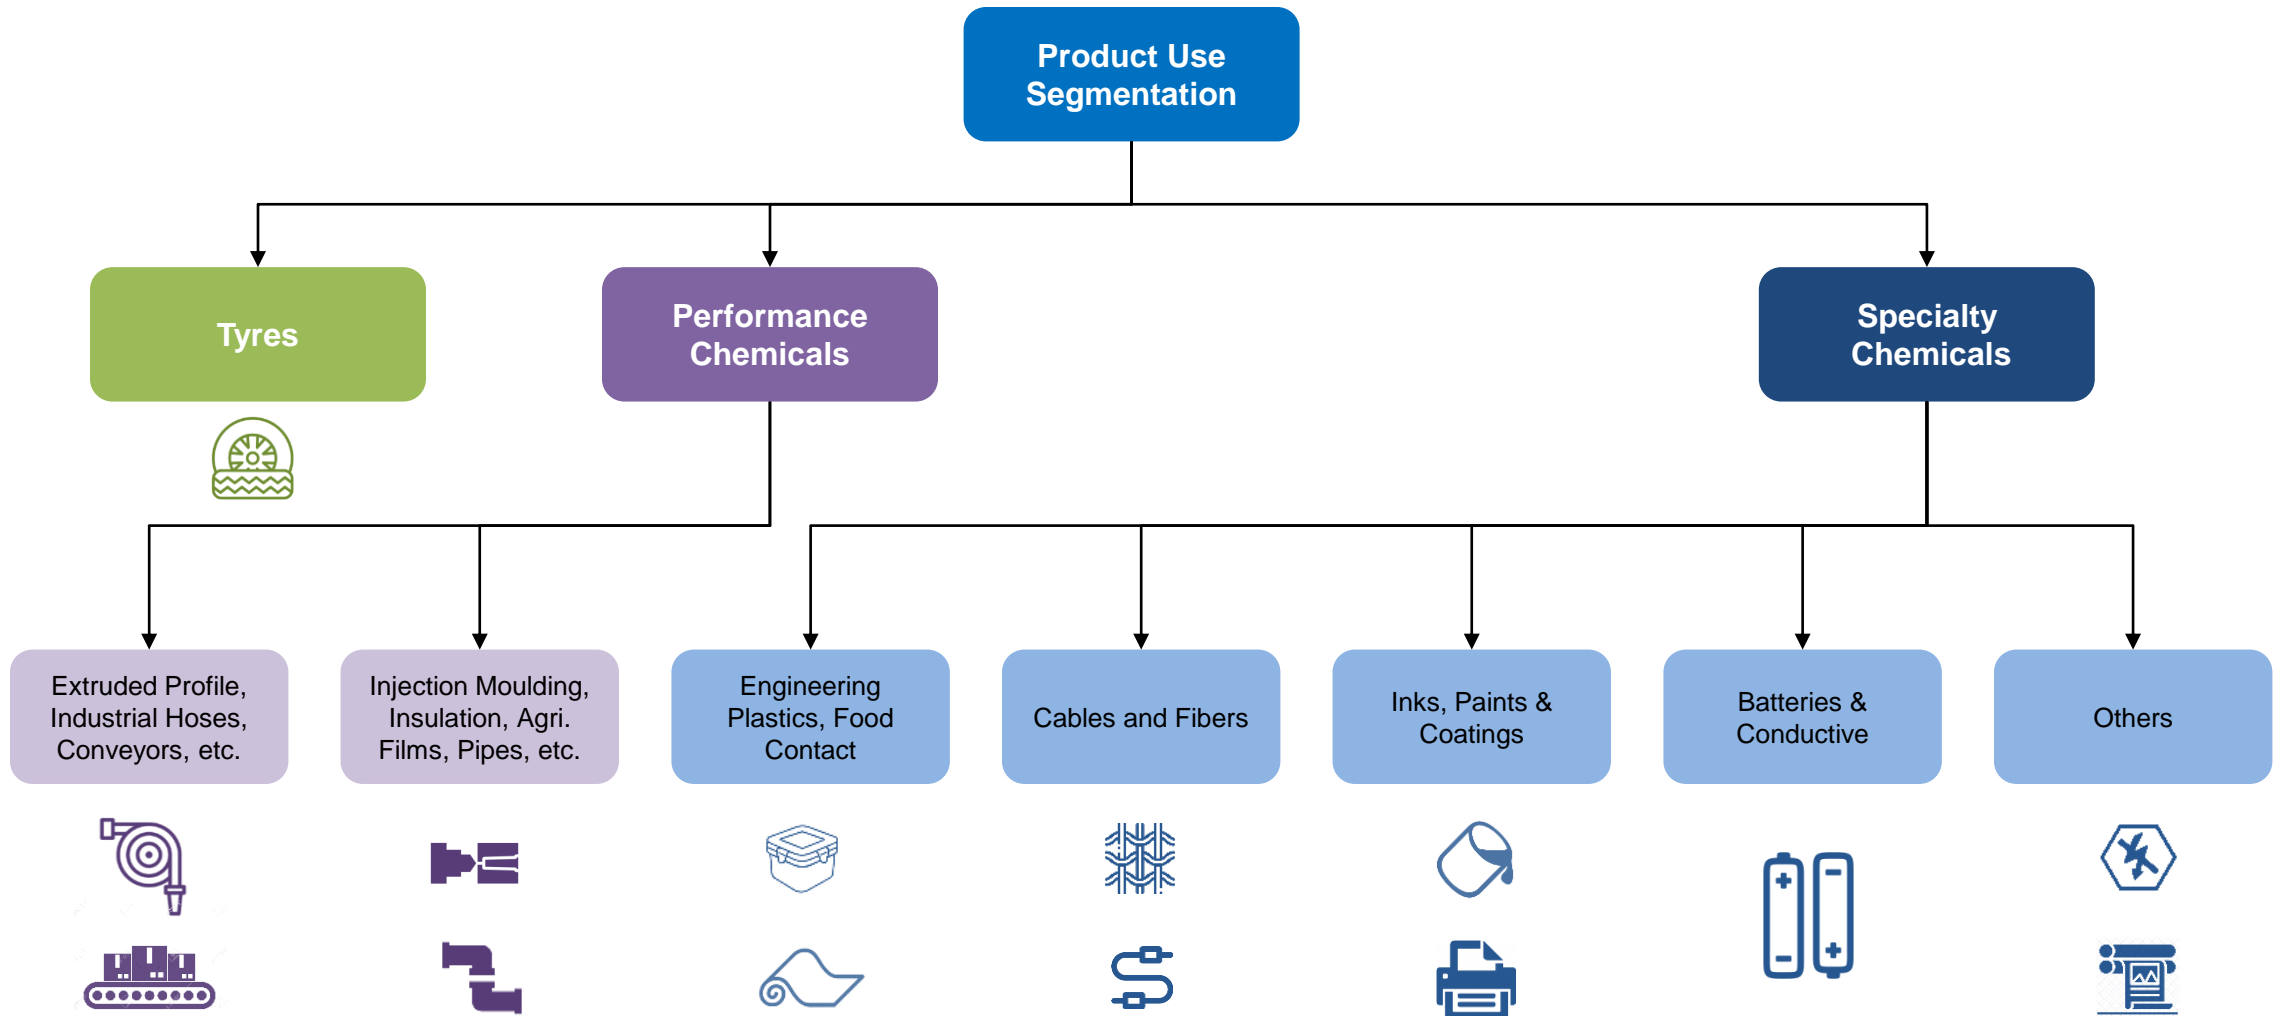 Product Use
Segmentation
Tyres
Performance
Chemicals
Specialty
Chemicals
Extruded Profile,
Industrial Hoses,
Conveyors, etc.
Injection Moulding,
Insulation, Agri.
Films, Pipes, etc.
Engineering
Plastics, Food
Contact
Cables and Fibers
Inks, Paints &
Coatings
Batteries &
Conductive
Others